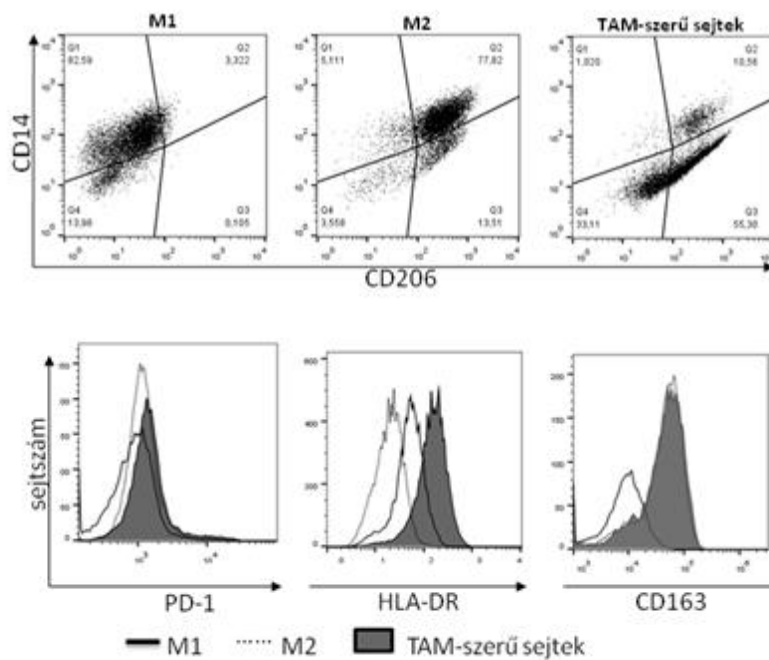 M1
M2
TAM-szerű sejtek
Q1
82,59
Q2
3,322
Q4
13,98
Q3
0,105
Q1
5,111
Q2
77,82
Q4
3,558
Q3
13,51
Q1
1,020
Q2
10,56
Q4
33,11
Q3
55,30
CD14
CD206
sejtszám
PD-1
HLA-DR
CD163
M1
M2
TAM-szerű sejtek